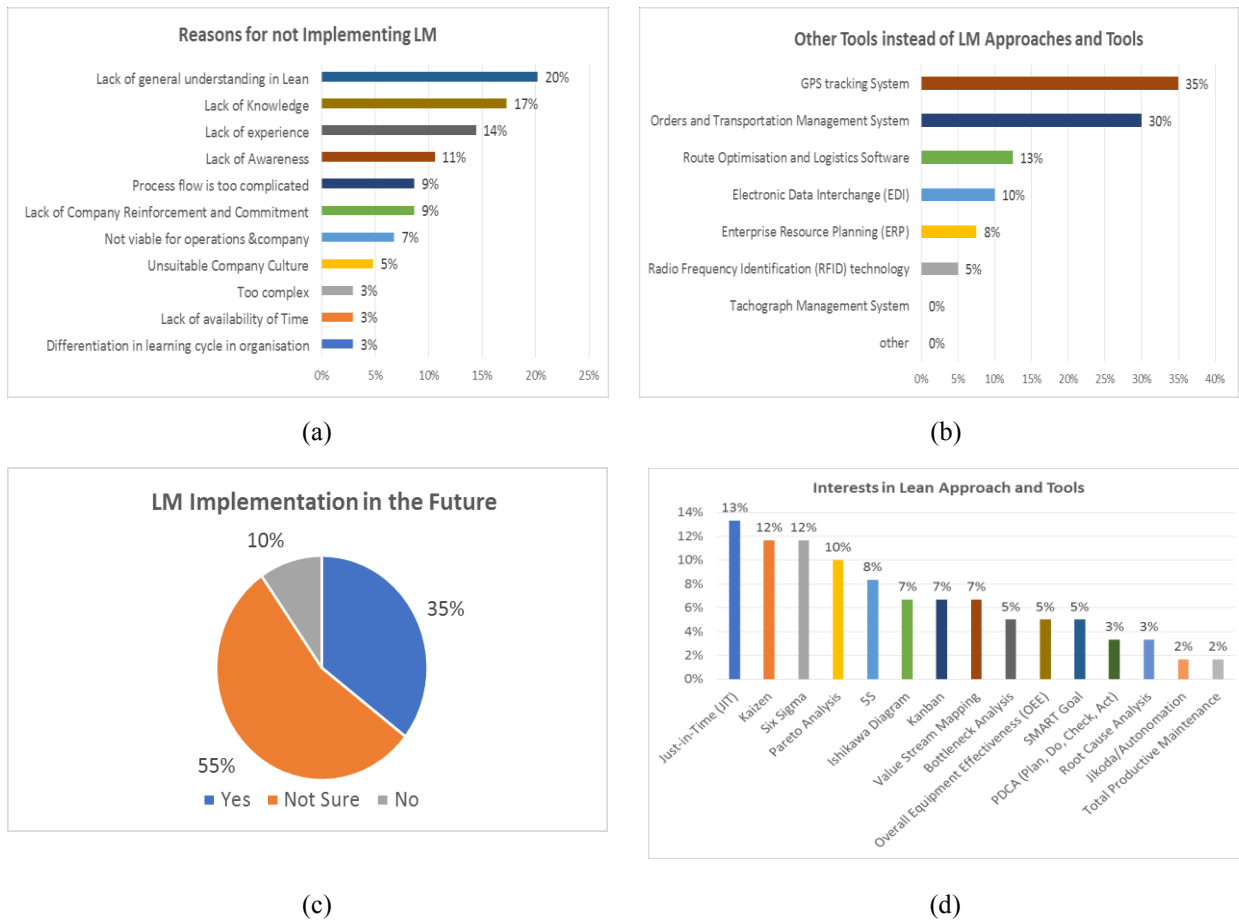 Reasons for not Implementing LM
Lack of general understanding in Lean 20%
Lack of Knowledge 17%
Lack of experience 14%
Lack of Awareness 11%
Process flow is too complicated 9%
Lack of Company Reinforcement and Commitment 9%
Not viable for operations &company 7%
Unsuitable Company Culture 5%
Too complex 3%
Lack of availability of Time 3%
Differentiation in learning cycle in organisation 3%
0% 5% 10% 15% 20% 25%
(a)
Other Tools instead of LM Approaches and Tools
GPS tracking System 35%
Orders and Transportation Management System 30%
Route Optimisation and Logistics Software 13%
Electronic Data Interchange (EDI) 10%
Enterprise Resource Planning (ERP) 8%
Radio Frequency Identification (RFID) technology 5%
Tachograph Management System 0%
other 0%
0% 5% 10% 15% 20% 25% 30% 35% 40%
(b)
LM Implementation in the Future
10%
35%
55%
Yes Not Sure No
(c)
Interests in Lean Approach and Tools
14%
12%
10%
8%
6%
4%
2%
0%
13% 12% 12% 10% 8% 7% 7% 7% 5% 5% 5% 3% 3% 2% 2%
Just-in-Time (JIT)
Kaizen
Six Sigma
Pareto Analysis
5S
Ishikawa Diagram
Kanban
Value Stream Mapping
Bottleneck Analysis
Overall Equipment Effectiveness (OEE)
SMART Goal
PDCA (Plan, Do, Check, Act)
Root Cause Analysis
Jikoda/Autonomation
Total Productive Maintenance
(d)